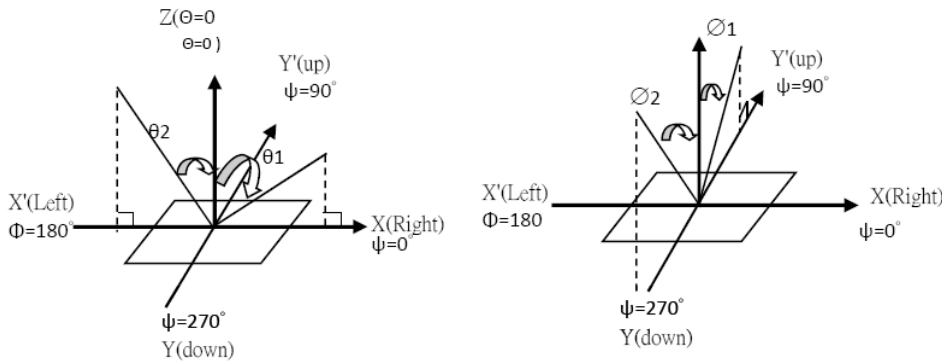 Z(Θ=0
Θ=0 )
Y'(up)
ψ=90°
θ2
θ1
X'(Left)
Φ=180°
X(Right)
ψ=0°
ψ=270°
Y(down)
∅1
Y'(up)
ψ=90°
∅2
X'(Left)
Φ=180
X(Right)
ψ=0°
ψ=270°
Y(down)